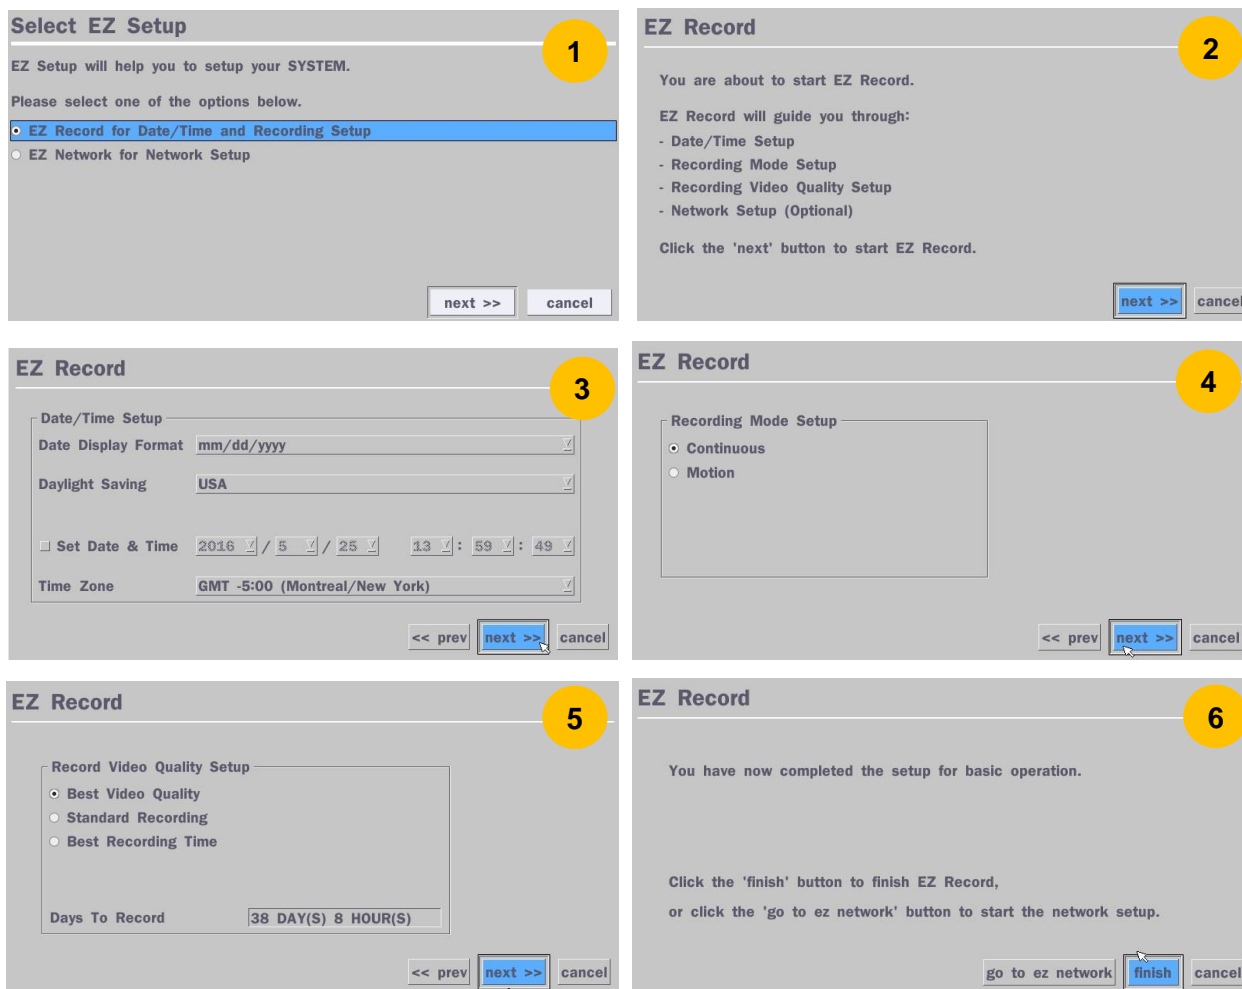 Select EZ Setup
1
EZ Setup will help you to setup your SYSTEM.
Please select one of the options below.
EZ Record for Date/Time and Recording Setup
EZ Network for Network Setup
next >> cancel
EZ Record
2
You are about to start EZ Record.
EZ Record will guide you through:
- Date/Time Setup
- Recording Mode Setup
- Recording Video Quality Setup
- Network Setup (Optional)
Click the 'next' button to start EZ Record.
next >> cancel
EZ Record
3
Date/Time Setup
Date Display Format mm/dd/yyyy
Daylight Saving USA
Set Date & Time 2016 / 5 / 25 13 : 59 : 49
Time Zone GMT -5:00 (Montreal/New York)
<< prev next >> cancel
EZ Record
4
Recording Mode Setup
Continuous
Motion
<< prev next >> cancel
EZ Record
5
Record Video Quality Setup
Best Video Quality
Standard Recording
Best Recording Time
Days To Record 38 DAY(S) 8 HOUR(S)
<< prev next >> cancel
EZ Record
6
You have now completed the setup for basic operation.
Click the 'finish' button to finish EZ Record,
or click the 'go to ez network' button to start the network setup.
go to ez network finish cancel